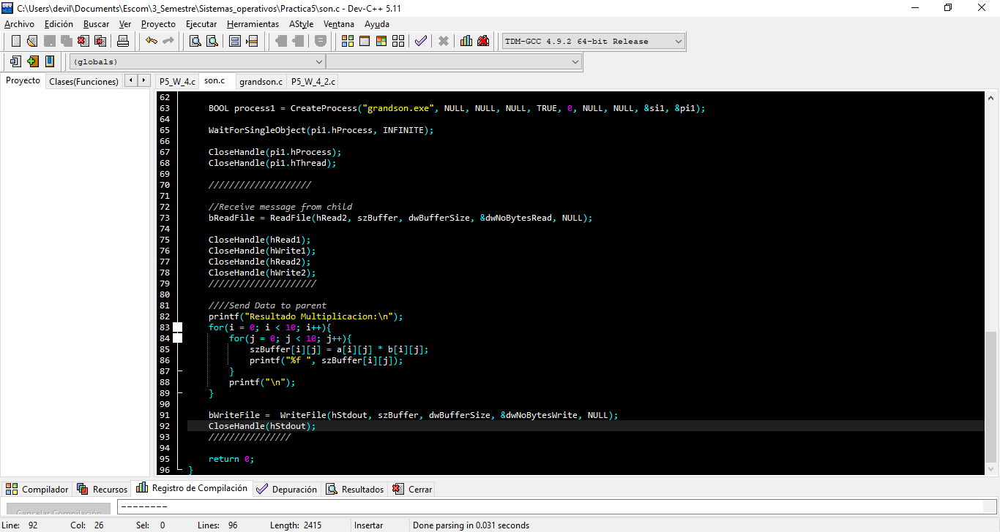 C:\Users\devil\Documents\Escom\3_Semestre\Sistemas_operativos\Practica5\son.c - Dev-C++ 5.11
Archivo Edición Buscar Ver Proyecto Ejecutar Herramientas AStyle Ventana Ayuda
TDM-GCC 4.9.2 64-bit Release
(globals)
Proyecto Clases(Funciones) P5_W_4.c son.c grandson.c P5_W_4_2.c
62
63 BOOL process1 = CreateProcess("grandson.exe", NULL, NULL, NULL, TRUE, 0, NULL, NULL, &si1, &pi1);
64
65 WaitForSingleObject(pi1.hProcess, INFINITE);
66
67 CloseHandle(pi1.hProcess);
68 CloseHandle(pi1.hThread);
69
70 ////////////////////
71
72 //Receive message from child
73 bReadFile = ReadFile(hRead2, szBuffer, dwBufferSize, &dwNoBytesRead, NULL);
74
75 CloseHandle(hRead1);
76 CloseHandle(hWrite1);
77 CloseHandle(hRead2);
78 CloseHandle(hWrite2);
79 /////////////////////
80
81 ////Send Data to parent
82 printf("Resultado Multiplicacion:\n");
83 for(i = 0; i < 10; i++){
84 for(j = 0; j < 10; j++){
85 szBuffer[i][j] = a[i][j] * b[i][j];
86 printf("%f ", szBuffer[i][j]);
87 }
88 printf("\n");
89 }
90
91 bWriteFile =  WriteFile(hStdout, szBuffer, dwBufferSize, &dwNoBytesWrite, NULL);
92 CloseHandle(hStdout);
93 ////////////////
94
95 return 0;
96 }
Compilador Recursos Registro de Compilación Depuración Resultados Cerrar
Cancelar Compilación --------
Line: 92 Col: 26 Sel: 0 Lines: 96 Length: 2415 Insertar Done parsing in 0.031 seconds